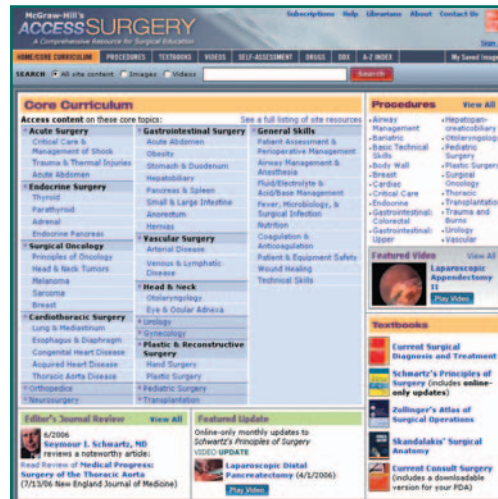 McGraw-Hill's
ACCESSSURGERY
A Comprehensive Resource for Surgical Education
Subscriptions Help Librarians About Contact Us
HOME/CORE CURRICULUM PROCEDURES TEXTBOOKS VIDEOS SELF-ASSESSMENT DRUGS DDX A-Z INDEX My Saved Image
SEARCH All site content Images Videos Search
Core Curriculum
Access content on these core topics: See a full listing of site resources
Acute Surgery
Critical Care &
Management of Shock
Trauma & Thermal Injuries
Acute Abdomen
Endocrine Surgery
Thyroid
Parathyroid
Adrenal
Endocrine Pancreas
Surgical Oncology
Principles of Oncology
Head & Neck Tumors
Melanoma
Sarcoma
Breast
Cardiothoracic Surgery
Lung & Mediastinum
Esophagus & Diaphragm
Congenital Heart Disease
Acquired Heart Disease
Thoracic Aorta Disease
Orthopedics
Neurosurgery
Gastrointestinal Surgery
Acute Abdomen
Obesity
Stomach & Duodenum
Hepatobiliary
Pancreas & Spleen
Small & Large Intestine
Anorectum
Hernies
Vascular Surgery
Arterial Disease
Venous & Lymphatic
Disease
Head & Neck
Otolaryngology
Eye & Ocular Adnexa
Urology
Gynecology
Plastic & Reconstructive
Surgery
Hand Surgery
Plastic Surgery
Pediatric Surgery
Transplantation
General Skills
Patient Assessment &
Perioperative Management
Airway Management &
Anesthesia
Fluid/Electrolyte &
Acid/Base Management
Fever, Microbiology, &
Surgical Infection
Nutrition
Coagulation &
Anticoagulation
Patient & Equipment Safety
Wound Healing
Technical Skills
Procedures View All
Airway
Management
Bariatric
Basic Technical
Skills
Body Wall
Breast
Cardiac
Critical Care
Endocrine
Gastrointestinal:
Colorectal
Gastrointestinal:
Upper
Hepatopan-
creaticobiliary
Otolaryngology
Pediatric
Surgery
Surgical
Oncology
Thoracic
Transplantation
Trauma and
Burns
Urology
Vascular
Featured Video View All
Laparoscopic
Appendectomy
II
Play Video
Textbooks
Current Surgical
Diagnosis and Treatment
Schwartz's Principles of
Surgery (includes online-
only updates)
Zollinger's Atlas of
Surgical Operations
Skandalakis' Surgical
Anatomy
Current Consult Surgery
(includes a downloadable
version for your PDA)
Editor's Journal Review View All
6/2006
Seymour I. Schwartz, MD
reviews a noteworthy article:
Read Review of Medical Progress:
Surgery of the Thoracic Aorta
(7/13/06 New England Journal of Medicine)
Featured Update
Online-only monthly updates to
Schwartz's Principles of Surgery
VIDEO UPDATE
Laparoscopic Distal
Pancreatectomy (4/1/2006)
Play Video